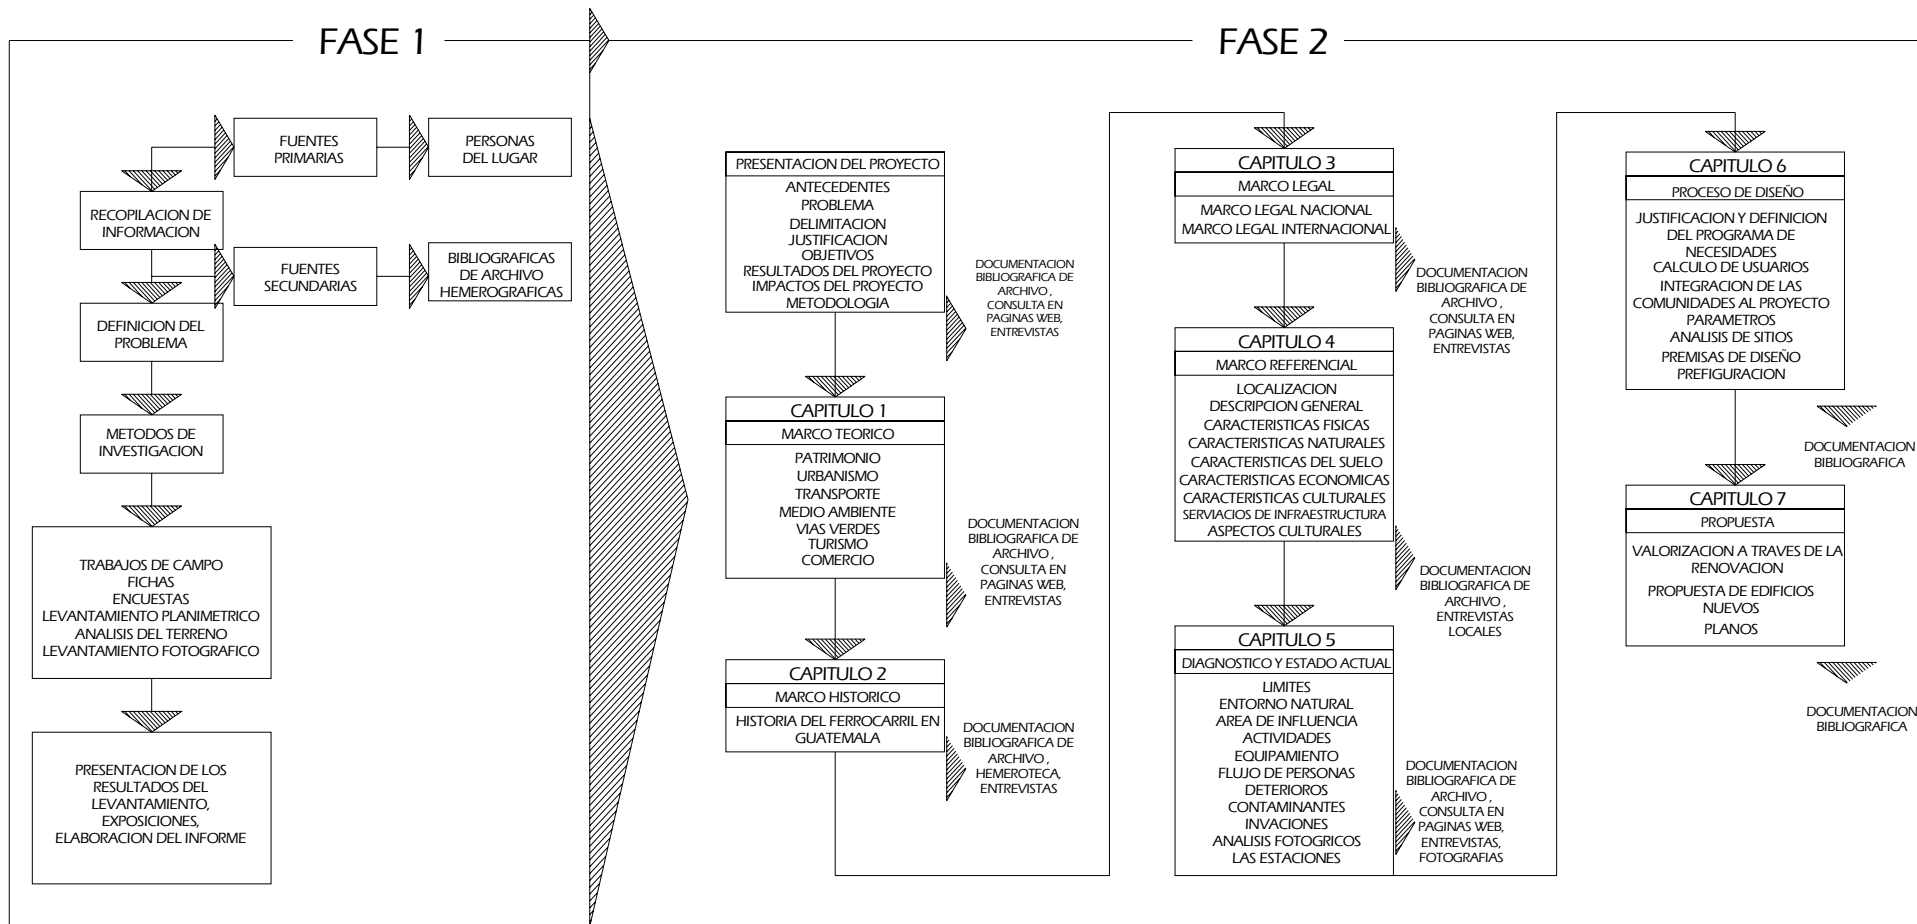 FASE 1
FUENTES
PRIMARIAS
PERSONAS
DEL LUGAR
RECOPILACION DE
INFORMACION
FUENTES
SECUNDARIAS
BIBLIOGRAFICAS
DE ARCHIVO
HEMEROGRAFICAS
DEFINICION DEL
PROBLEMA
METODOS DE
INVESTIGACION
TRABAJOS DE CAMPO
FICHAS
ENCUESTAS
LEVANTAMIENTO PLANIMETRICO
ANALISIS DEL TERRENO
LEVANTAMIENTO FOTOGRAFICO
PRESENTACION DE LOS
RESULTADOS DEL
LEVANTAMIENTO,
EXPOSICIONES,
ELABORACION DEL INFORME
FASE 2
PRESENTACION DEL PROYECTO
ANTECEDENTES
PROBLEMA
DELIMITACION
JUSTIFICACION
OBJETIVOS
RESULTADOS DEL PROYECTO
IMPACTOS DEL PROYECTO
METODOLOGIA
DOCUMENTACION
BIBLIOGRAFICA DE
ARCHIVO ,
CONSULTA EN
PAGINAS WEB,
ENTREVISTAS
CAPITULO 1
MARCO TEORICO
PATRIMONIO
URBANISMO
TRANSPORTE
MEDIO AMBIENTE
VIAS VERDES
TURISMO
COMERCIO
DOCUMENTACION
BIBLIOGRAFICA DE
ARCHIVO ,
CONSULTA EN
PAGINAS WEB,
ENTREVISTAS
CAPITULO 2
MARCO HISTORICO
HISTORIA DEL FERROCARRIL EN
GUATEMALA
DOCUMENTACION
BIBLIOGRAFICA DE
ARCHIVO ,
HEMEROTECA,
ENTREVISTAS
CAPITULO 3
MARCO LEGAL
MARCO LEGAL NACIONAL
MARCO LEGAL INTERNACIONAL
DOCUMENTACION
BIBLIOGRAFICA DE
ARCHIVO ,
CONSULTA EN
PAGINAS WEB,
ENTREVISTAS
CAPITULO 4
MARCO REFERENCIAL
LOCALIZACION
DESCRIPCION GENERAL
CARACTERISTICAS FISICAS
CARACTERISTICAS NATURALES
CARACTERISTICAS DEL SUELO
CARACTERISTICAS ECONOMICAS
CARACTERISTICAS CULTURALES
SERVIACIOS DE INFRAESTRUCTURA
ASPECTOS CULTURALES
DOCUMENTACION
BIBLIOGRAFICA DE
ARCHIVO ,
ENTREVISTAS
LOCALES
CAPITULO 5
DIAGNOSTICO Y ESTADO ACTUAL
LIMITES
ENTORNO NATURAL
AREA DE INFLUENCIA
ACTIVIDADES
EQUIPAMIENTO
FLUJO DE PERSONAS
DETERIOROS
CONTAMINANTES
INVACIONES
ANALISIS FOTOGRICOS
LAS ESTACIONES
DOCUMENTACION
BIBLIOGRAFICA DE
ARCHIVO ,
CONSULTA EN
PAGINAS WEB,
ENTREVISTAS,
FOTOGRAFIAS
CAPITULO 6
PROCESO DE DISEÑO
JUSTIFICACION Y DEFINICION
DEL PROGRAMA DE
NECESIDADES
CALCULO DE USUARIOS
INTEGRACION DE LAS
COMUNIDADES AL PROYECTO
PARAMETROS
ANALISIS DE SITIOS
PREMISAS DE DISEÑO
PREFIGURACION
DOCUMENTACION
BIBLIOGRAFICA
CAPITULO 7
PROPUESTA
VALORIZACION A TRAVES DE LA
RENOVACION
PROPUESTA DE EDIFICIOS
NUEVOS
PLANOS
DOCUMENTACION
BIBLIOGRAFICA